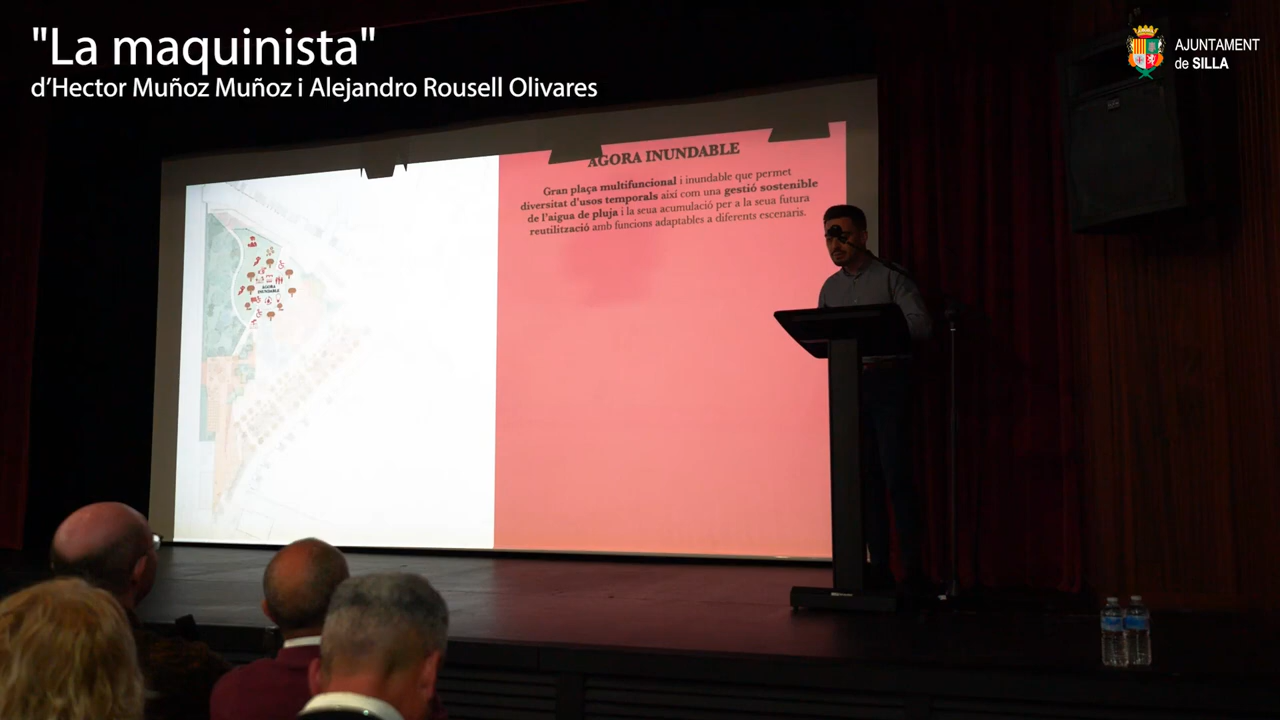 "La maquinista"
d'Hector Muñoz Muñoz i Alejandro Rousell Olivares
AJUNTAMENT
de SILLA
ÀGORA INUNDABLE
Gran plaça multifuncional i inundable que permet
diversitat d'usos temporals així com una gestió sostenible
de l'aigua de pluja i la seua acumulació per a la seua futura
reutilització amb funcions adaptables a diferents escenaris.
ÀGORA
INUNDABLE